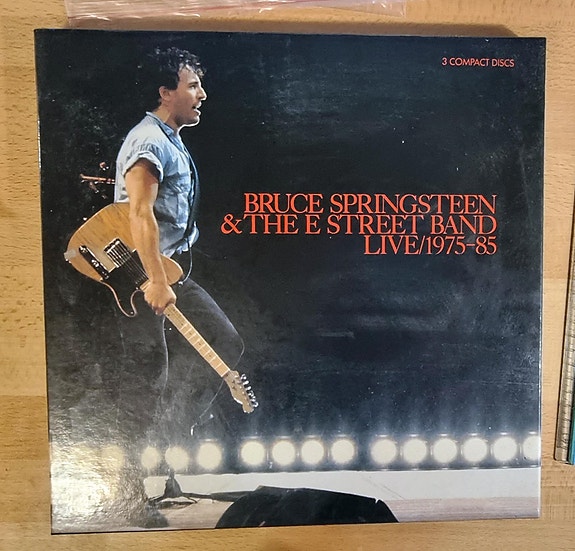 3 COMPACT DISCS
BRUCE SPRINGSTEEN
& THE E STREET BAND
LIVE/1975–85